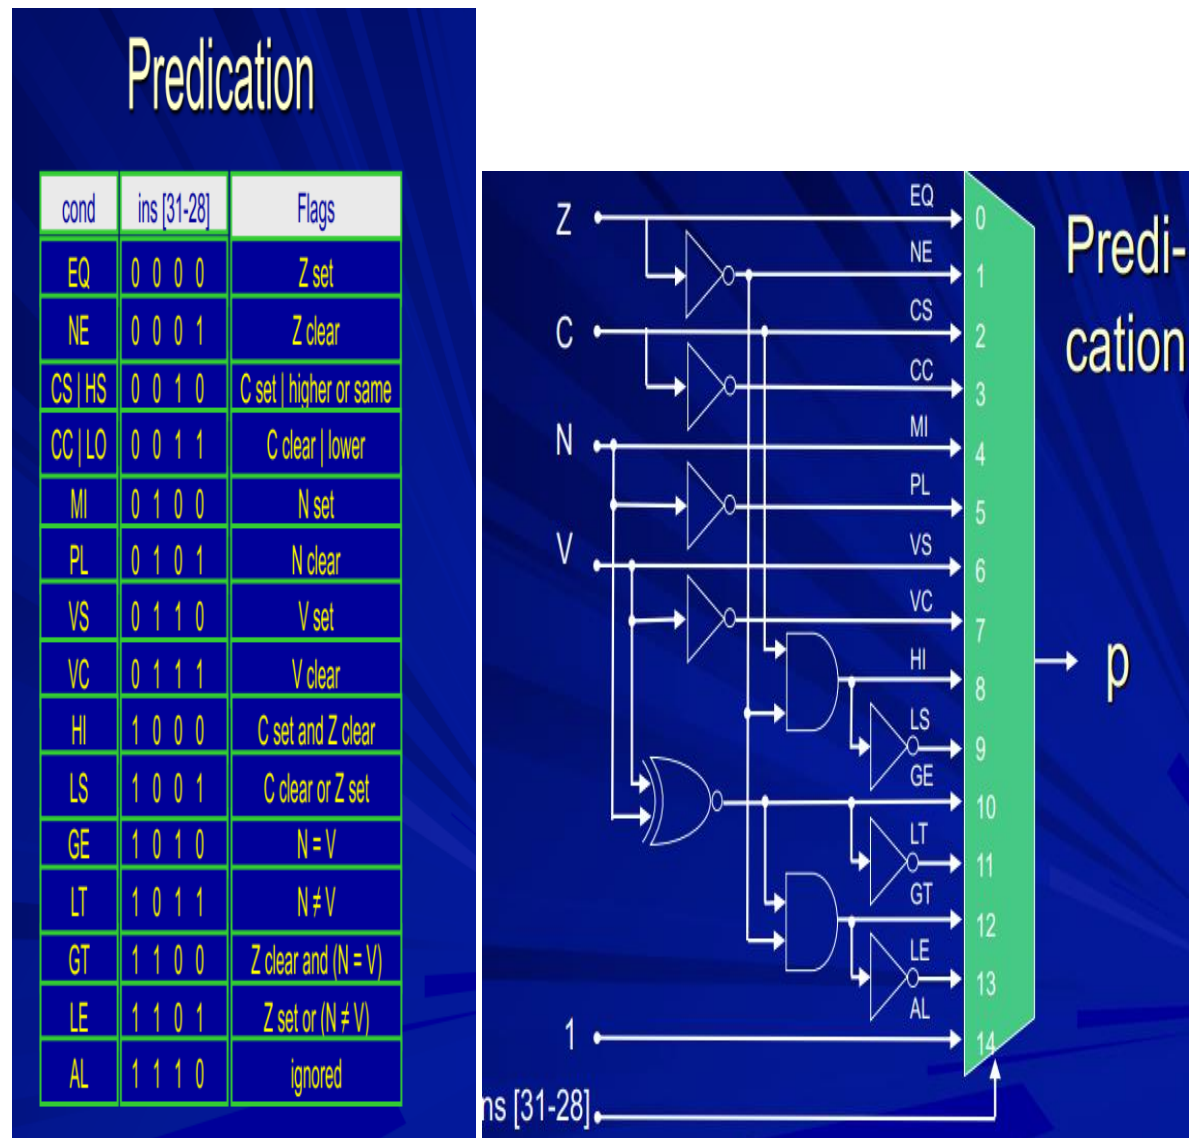 Predication
cond ins [31-28] Flags
EQ 0 0 0 0 Z set
NE 0 0 0 1 Z clear
CS | HS 0 0 1 0 C set | higher or same
CC | LO 0 0 1 1 C clear | lower
MI 0 1 0 0 N set
PL 0 1 0 1 N clear
VS 0 1 1 0 V set
VC 0 1 1 1 V clear
HI 1 0 0 0 C set and Z clear
LS 1 0 0 1 C clear or Z set
GE 1 0 1 0 N = V
LT 1 0 1 1 N ≠ V
GT 1 1 0 0 Z clear and (N = V)
LE 1 1 0 1 Z set or (N ≠ V)
AL 1 1 1 0 ignored
Predi-
cation
Z EQ 0
NE 1
C CS 2
CC 3
N MI 4
PL 5
V VS 6
VC 7
HI 8
LS 9
GE 10
LT 11
GT 12
LE 13
1 AL 14
p
ns [31-28]